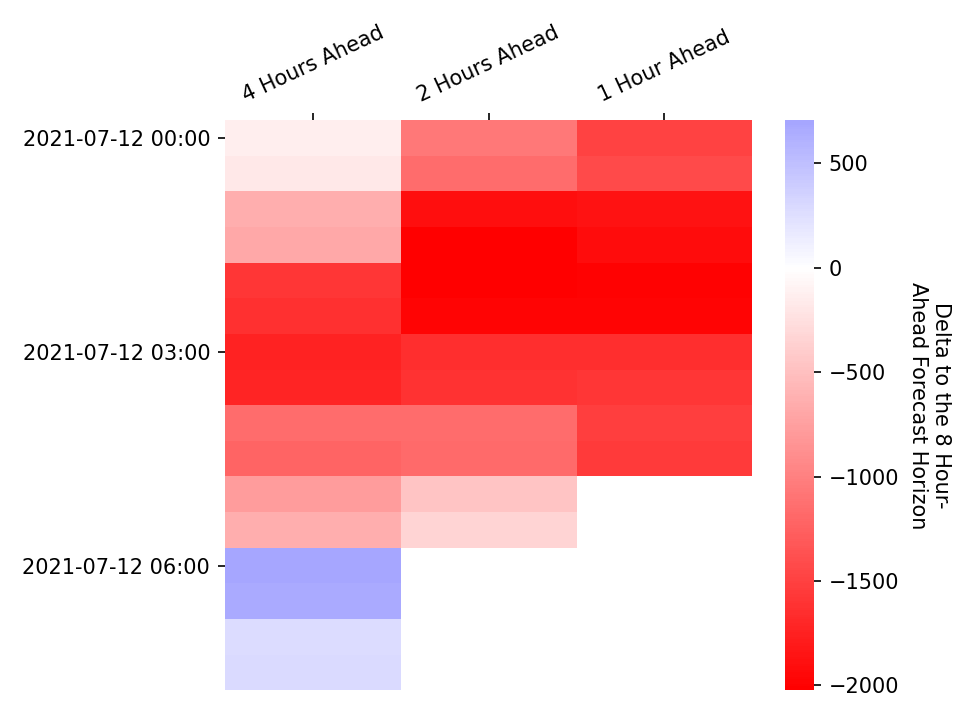 4 Hours Ahead
2 Hours Ahead
1 Hour Ahead
2021-07-12 00:00
2021-07-12 03:00
2021-07-12 06:00
500
0
−500
−1000
−1500
−2000
Delta to the 8 Hour-
Ahead Forecast Horizon